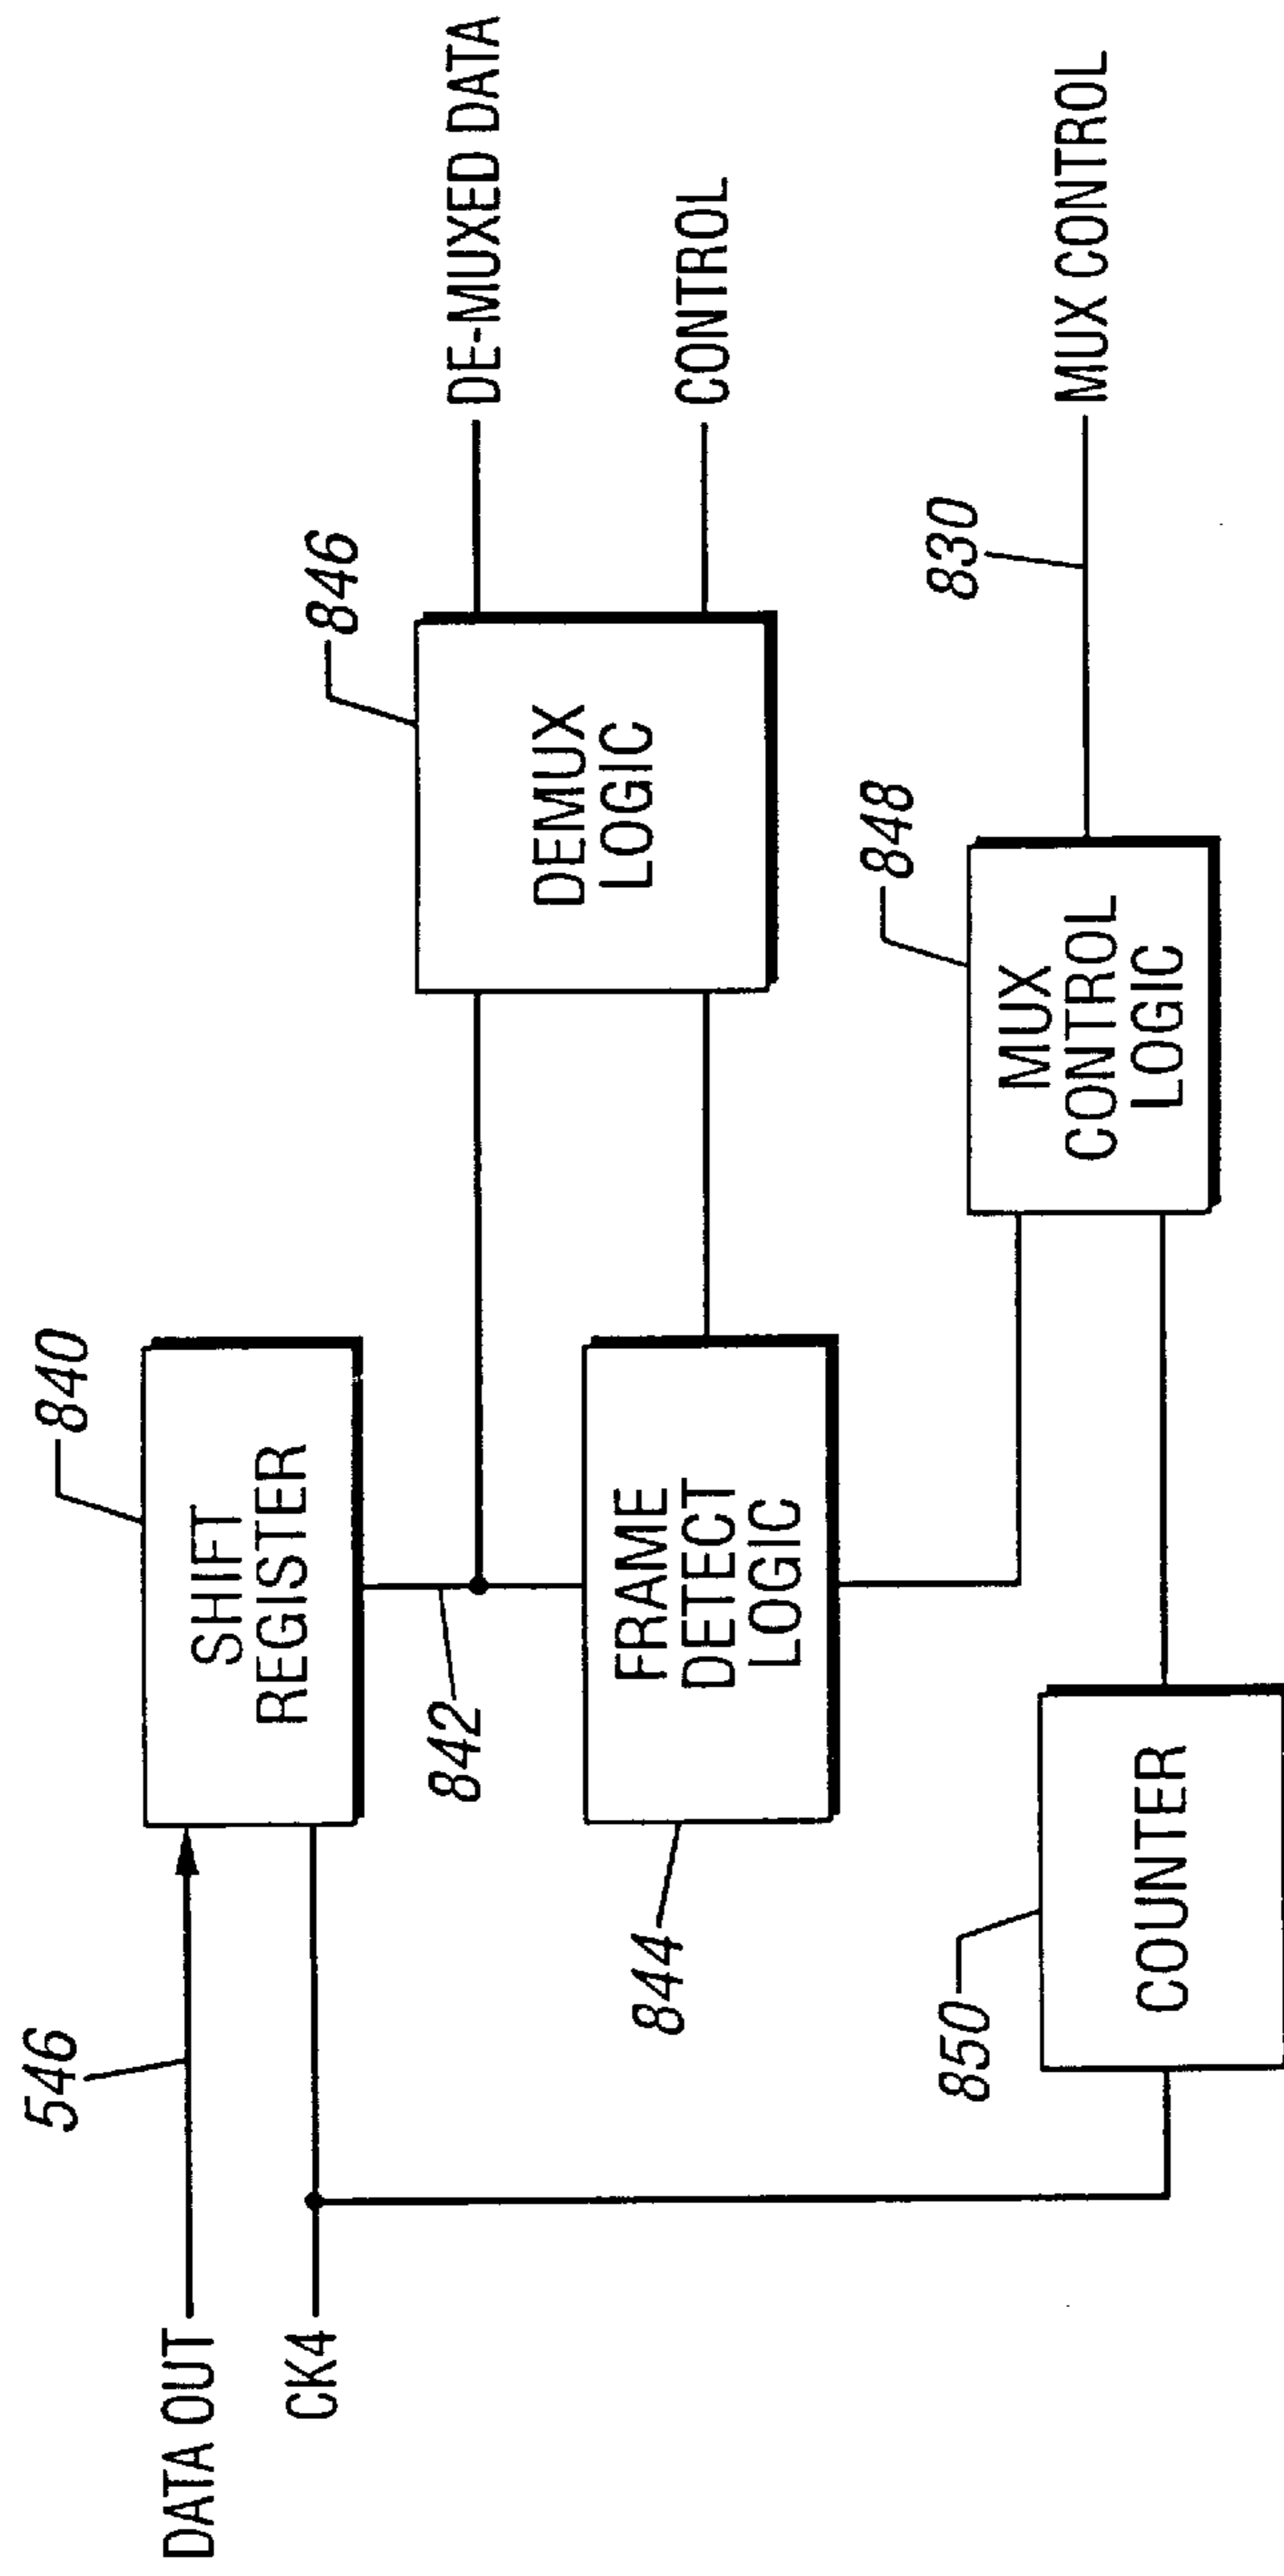 840
546
DATA OUT
SHIFT
REGISTER
CK4
842
846
DE-MUXED DATA
DEMUX
LOGIC
CONTROL
844
FRAME
DETECT
LOGIC
848
830
MUX
CONTROL
LOGIC
MUX CONTROL
850
COUNTER